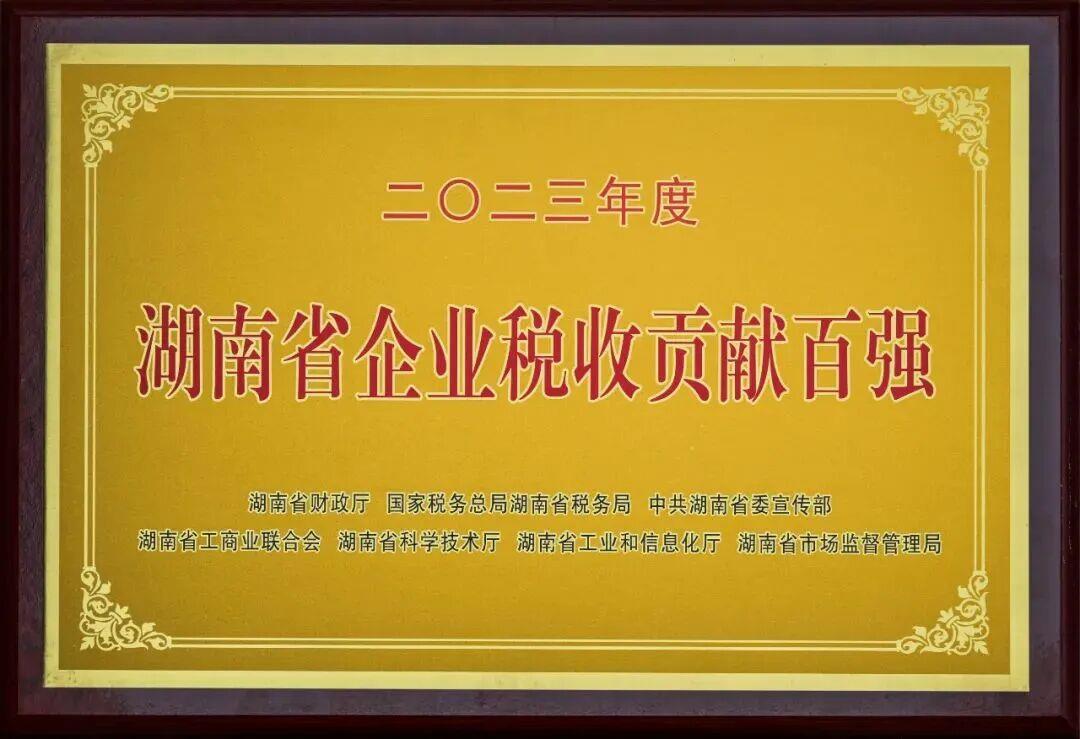 二〇二三年度
湖南省企业税收贡献百强
湖南省财政厅 国家税务总局湖南省税务局 中共湖南省委宣传部
湖南省工商业联合会 湖南省科学技术厅 湖南省工业和信息化厅 湖南省市场监督管理局